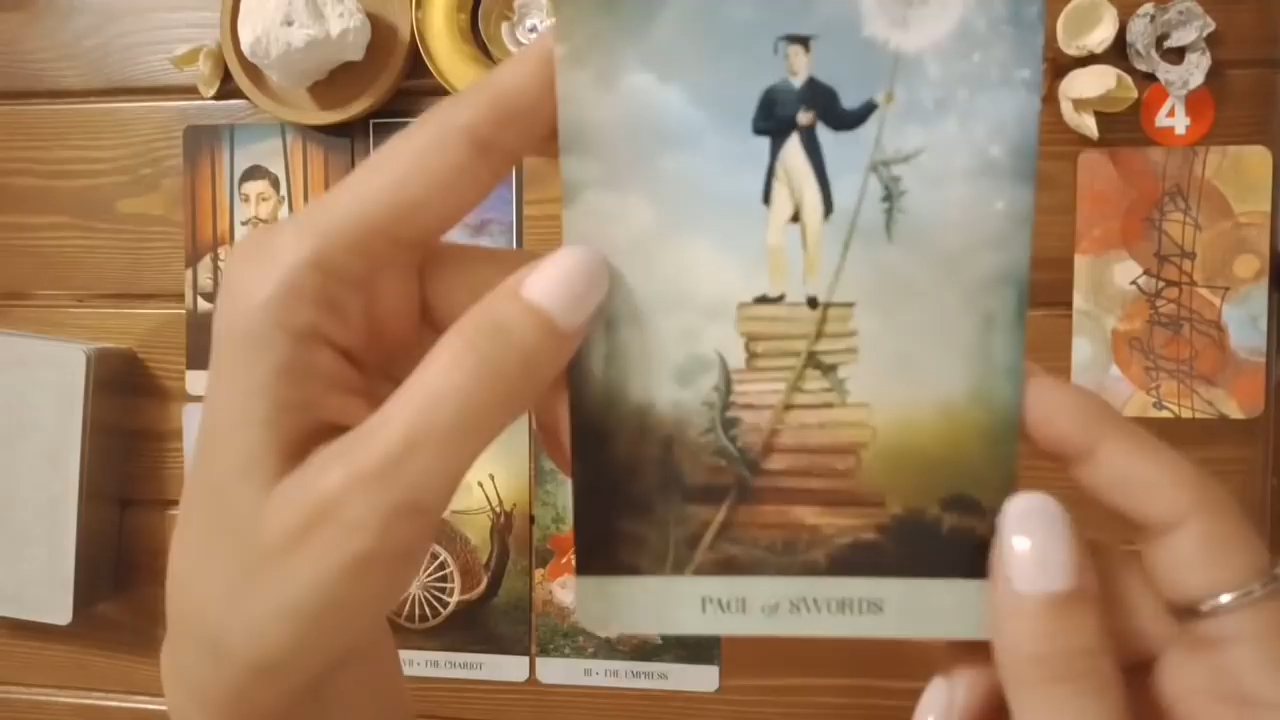 4
PAGE of SWORDS
VII • THE CHARIOT
III • THE EMPRESS